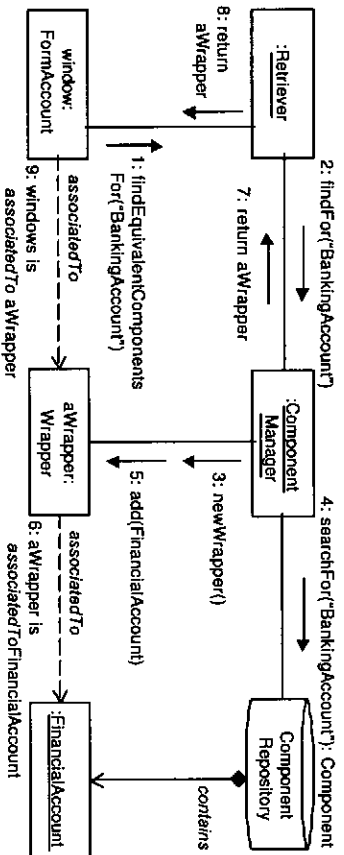 8: return
aWrapper
:Retriever
window:
FormAccount
1: findEquivalentComponents
For("BankingAccount")
2: findFor("BankingAccount")
7: return aWrapper
associatedTo
9: windows is
associatedTo aWrapper
:Component
Manager
3: newWrapper()
5: add(FinancialAccount)
aWrapper:
Wrapper
4: searchFor("BankingAccount"): Component
associatedTo
6: aWrapper is
associatedToFinancialAccount
Component
Repository
contains
:FinancialAccount